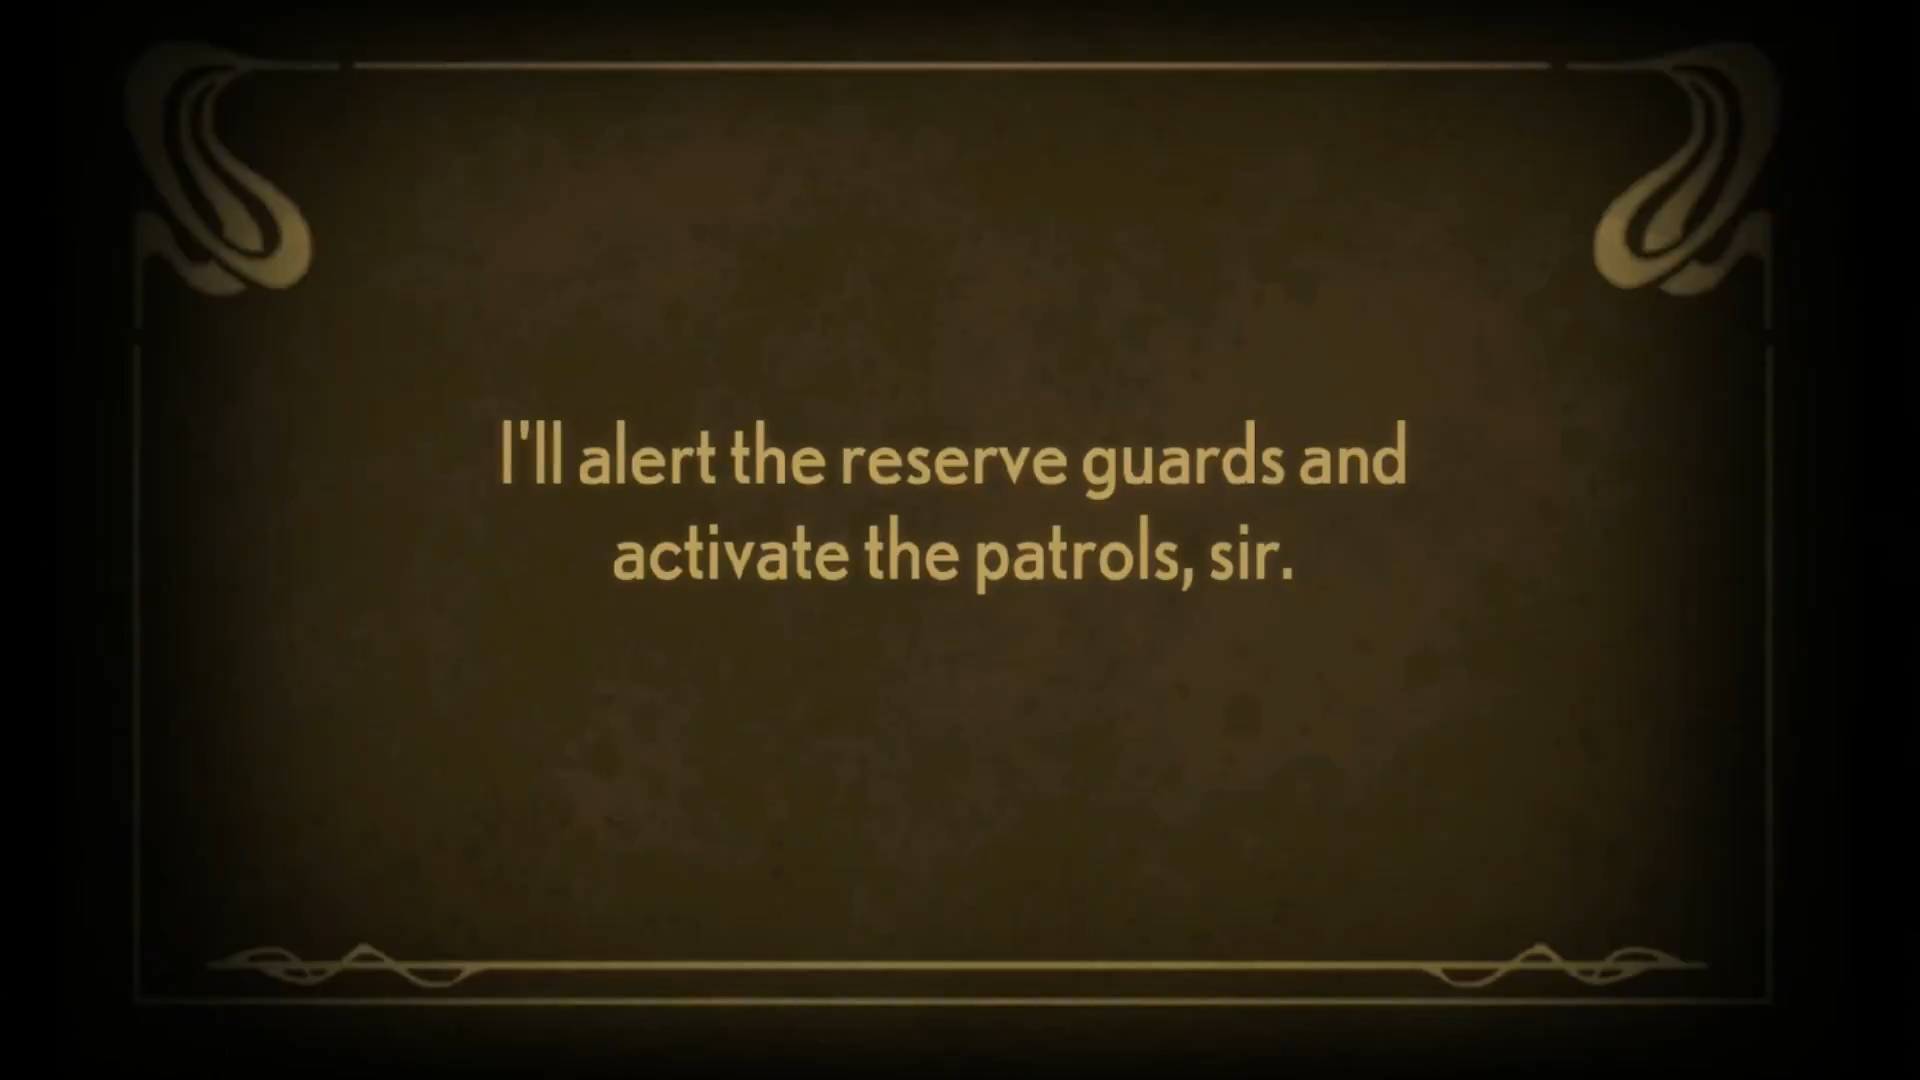 I'll alert the reserve guards and
activate the patrols, sir.